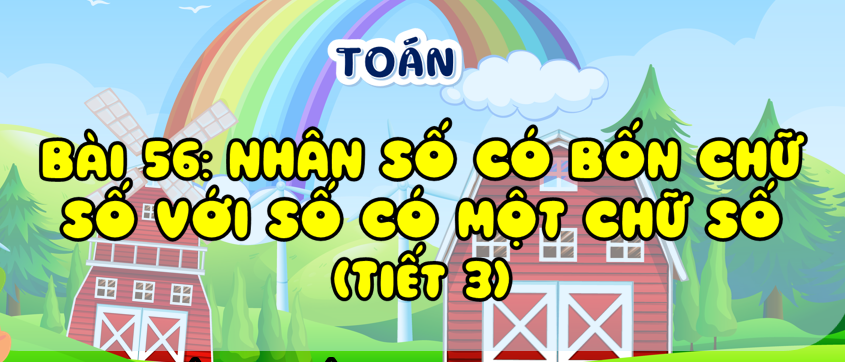 TOÁN
BÀI 56: NHÂN SỐ CÓ BỐN CHỮ
SỐ VỚI SỐ CÓ MỘT CHỮ SỐ
(TIẾT 3)